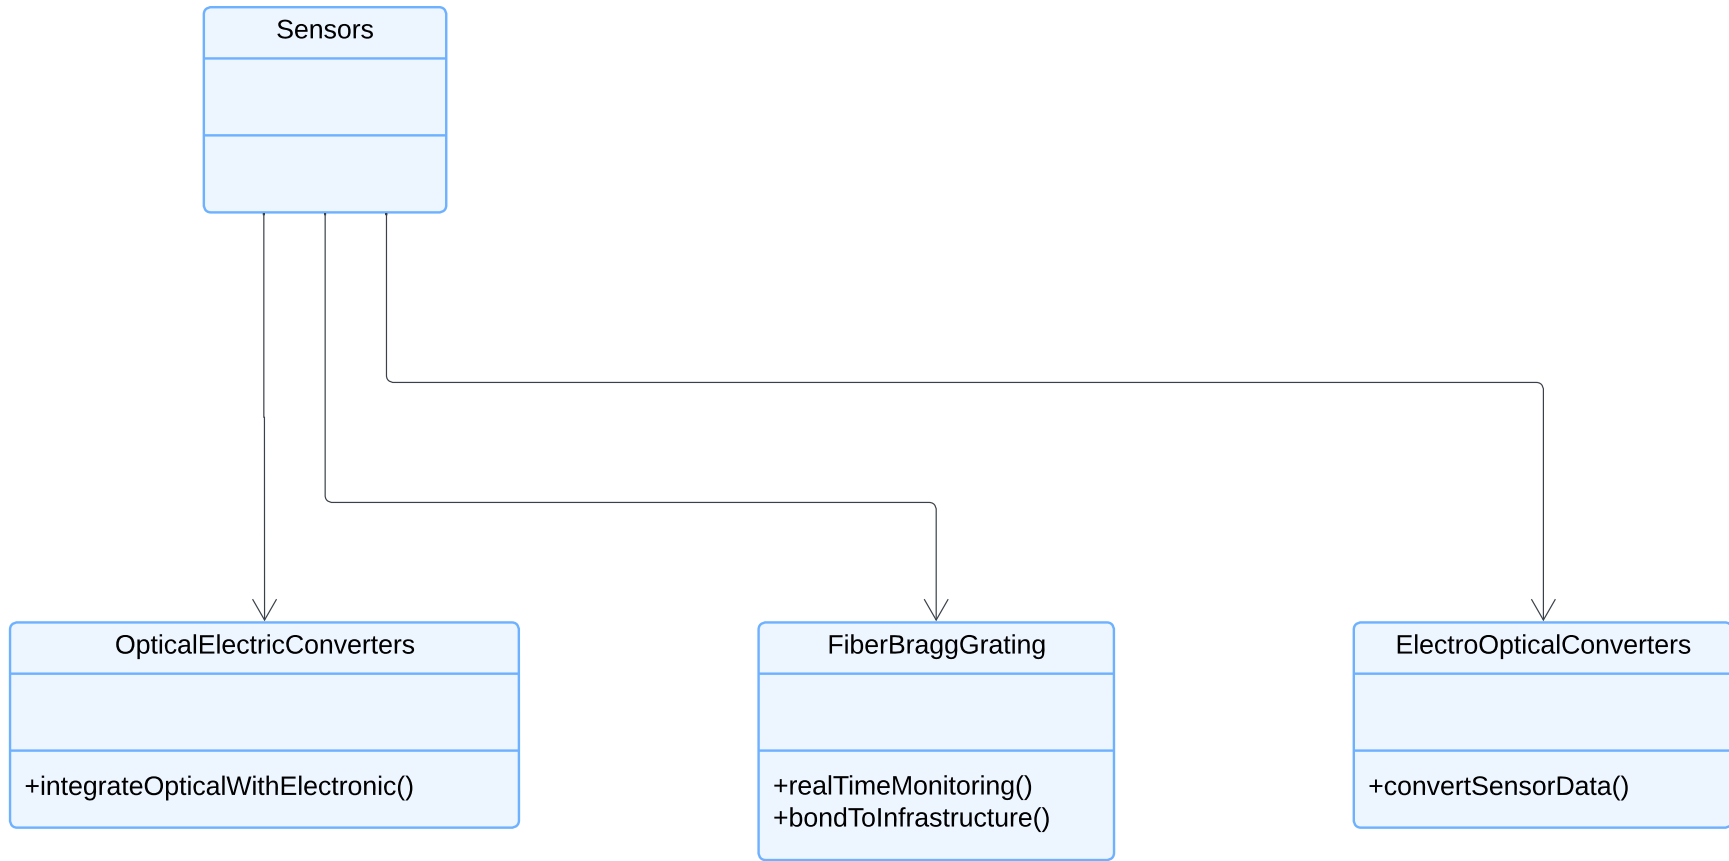 Sensors
OpticalElectricConverters
+integrateOpticalWithElectronic()
FiberBraggGrating
+realTimeMonitoring()
+bondToInfrastructure()
ElectroOpticalConverters
+convertSensorData()